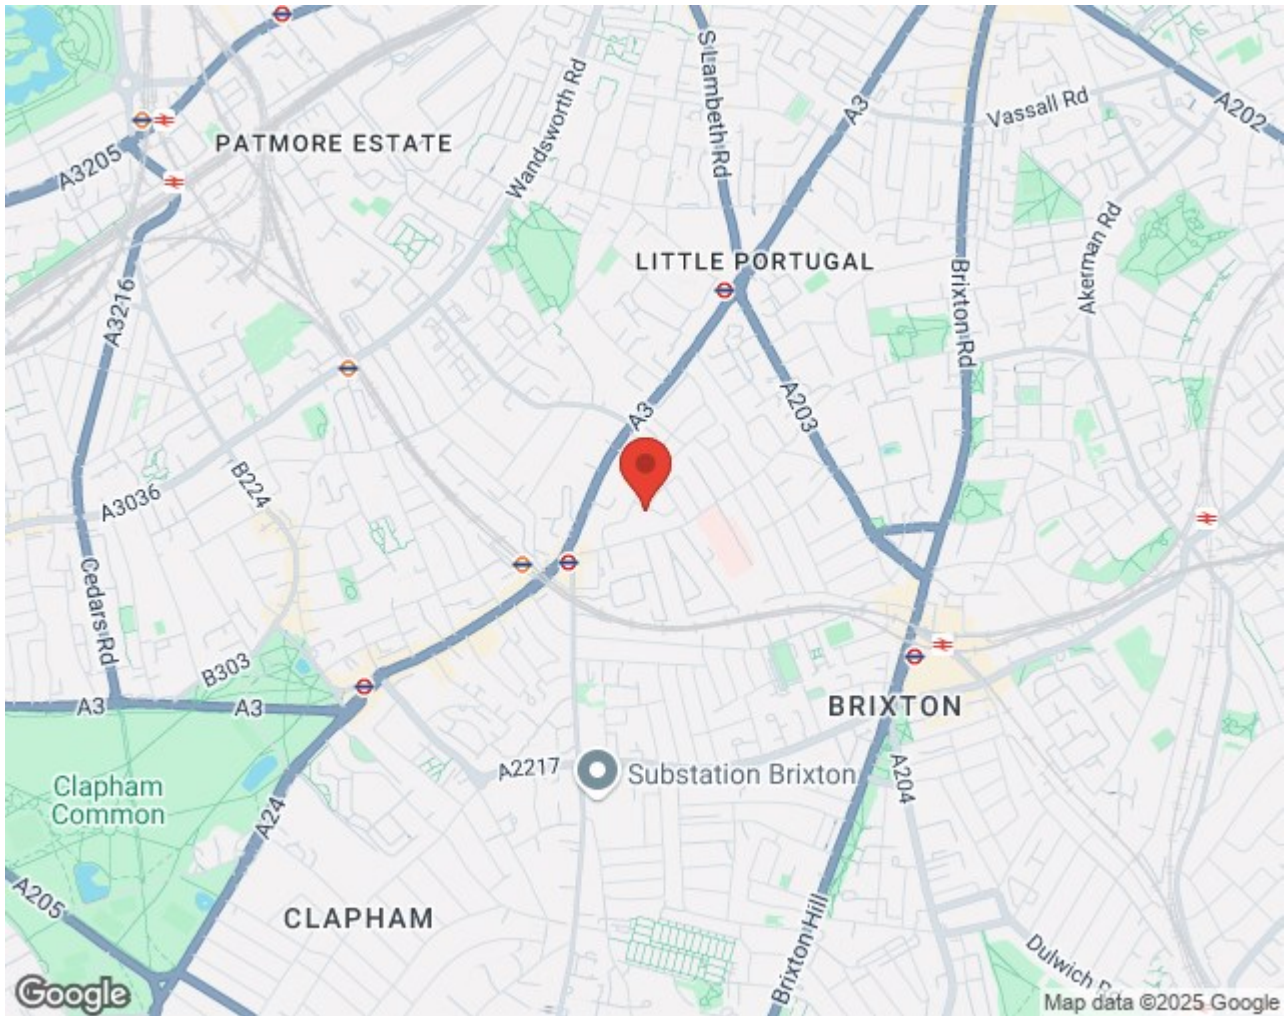 PATMORE ESTATE
A3205
Wandsworth Rd
S Lambeth Rd
A3
Vassall Rd
A202
LITTLE PORTUGAL
Akerman Rd
Brixton Rd
A3216
A203
A3
B224
A3036
Cedars Rd
B303
A3
A3
BRIXTON
A2217
Substation Brixton
A204
Clapham
Common
A24
A205
CLAPHAM
Brixton Hill
Dulwich
Google
Map data ©2025 Google